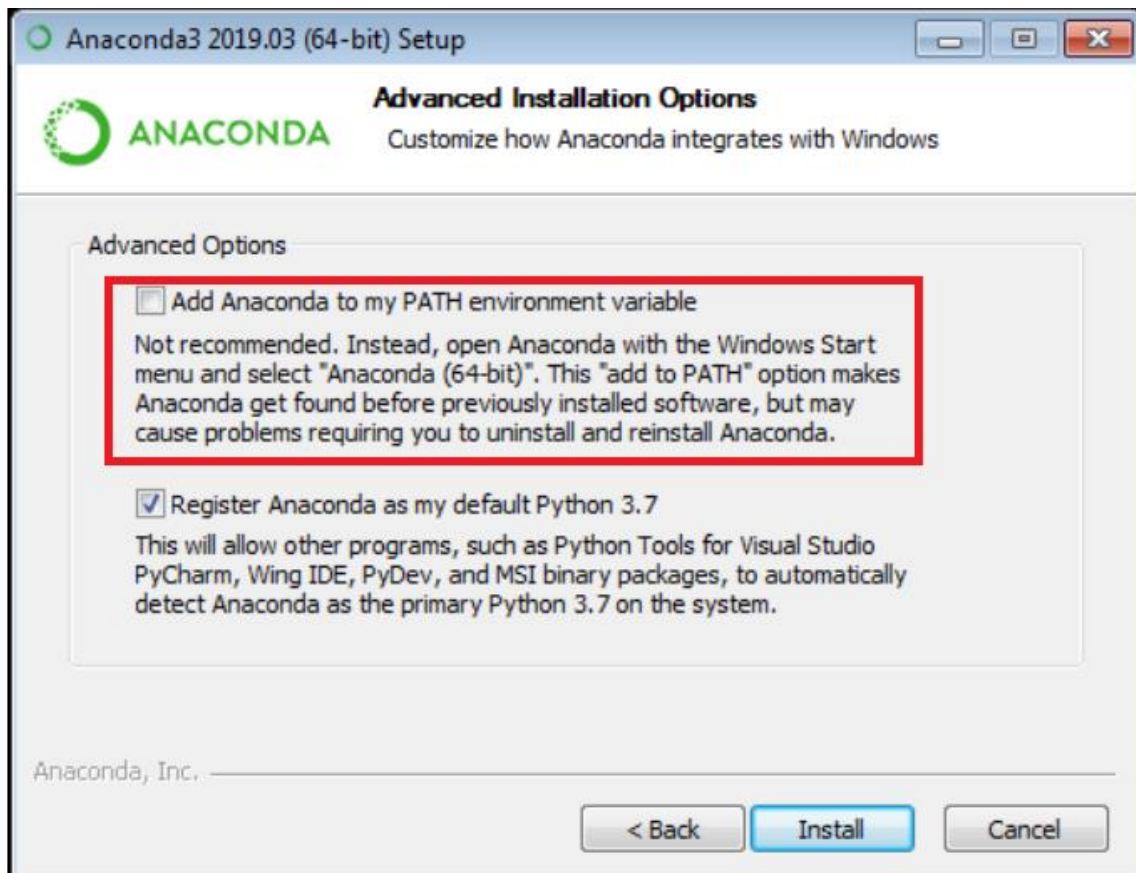 Anaconda3 2019.03 (64-bit) Setup
ANACONDA
Advanced Installation Options
Customize how Anaconda integrates with Windows
Advanced Options
Add Anaconda to my PATH environment variable
Not recommended. Instead, open Anaconda with the Windows Start
menu and select "Anaconda (64-bit)". This "add to PATH" option makes
Anaconda get found before previously installed software, but may
cause problems requiring you to uninstall and reinstall Anaconda.
Register Anaconda as my default Python 3.7
This will allow other programs, such as Python Tools for Visual Studio
PyCharm, Wing IDE, PyDev, and MSI binary packages, to automatically
detect Anaconda as the primary Python 3.7 on the system.
Anaconda, Inc.
< Back Install Cancel